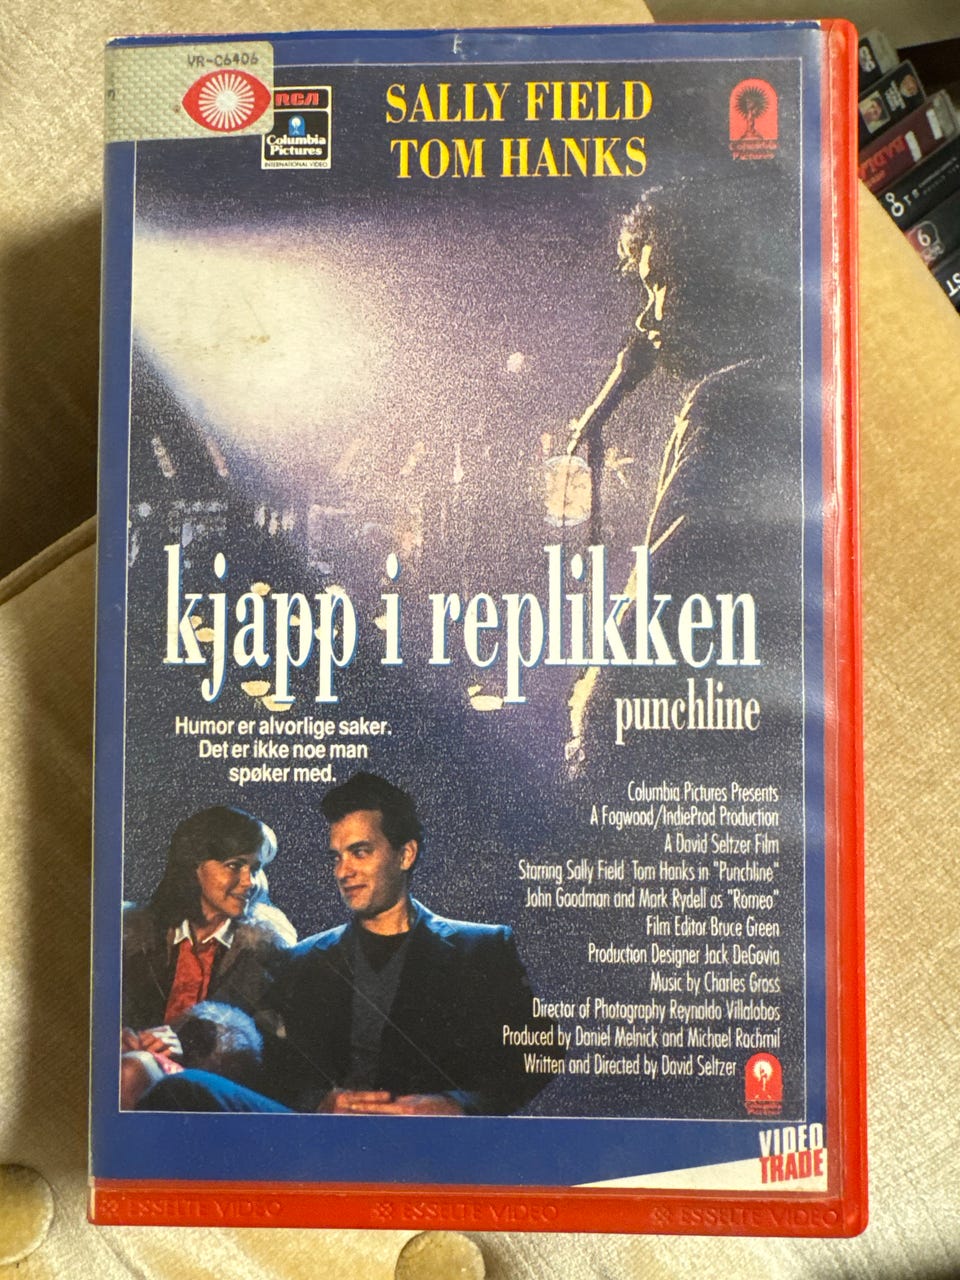 VR-C6406
RCA
Columbia
Pictures
INTERNATIONAL VIDEO
SALLY FIELD
TOM HANKS
Columbia
Pictures
kjapp i replikken
punchline
Humor er alvorlige saker.
Det er ikke noe man
spøker med.
Columbia Pictures Presents
A Fogwood/IndieProd Production
A David Seltzer Film
Starring Sally Field Tom Hanks in "Punchline"
John Goodman and Mark Rydell as "Romeo"
Film Editor Bruce Green
Production Designer Jack DeGovia
Music by Charles Gross
Director of Photography Reynaldo Villalobos
Produced by Daniel Melnick and Michael Rachmil
Written and Directed by David Seltzer
Columbia
Pictures
VIDEO
TRADE
ESSELTE VIDEO ESSELTE VIDEO ESSELTE VIDEO
6